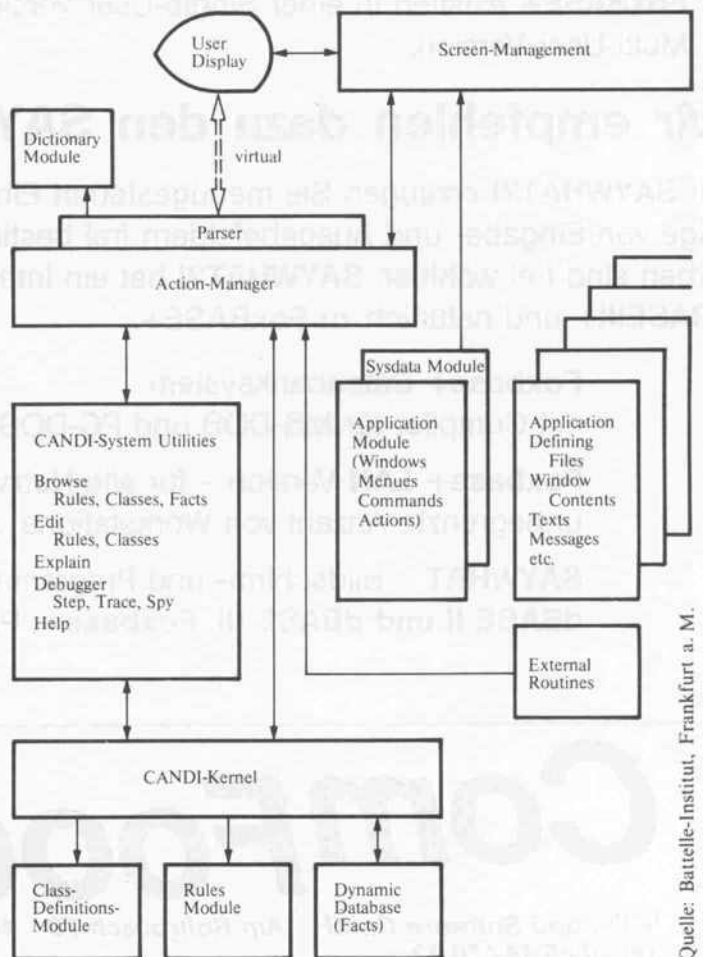 User
Display
Screen-Management
Dictionary
Module
virtual
Parser
Action-Manager
CANDI-System Utilities
Browse
Rules, Classes, Facts
Edit
Rules, Classes
Explain
Debugger
Step, Trace, Spy
Help
Sysdata Module
Application
Module
(Windows
Menues
Commands
Actions)
Application
Defining
Files
Window
Contents
Texts
Messages
etc.
External
Routines
CANDI-Kernel
Class-
Definitions-
Module
Rules
Module
Dynamic
Database
(Facts)
Quelle: Battelle-Institut, Frankfurt a. M.